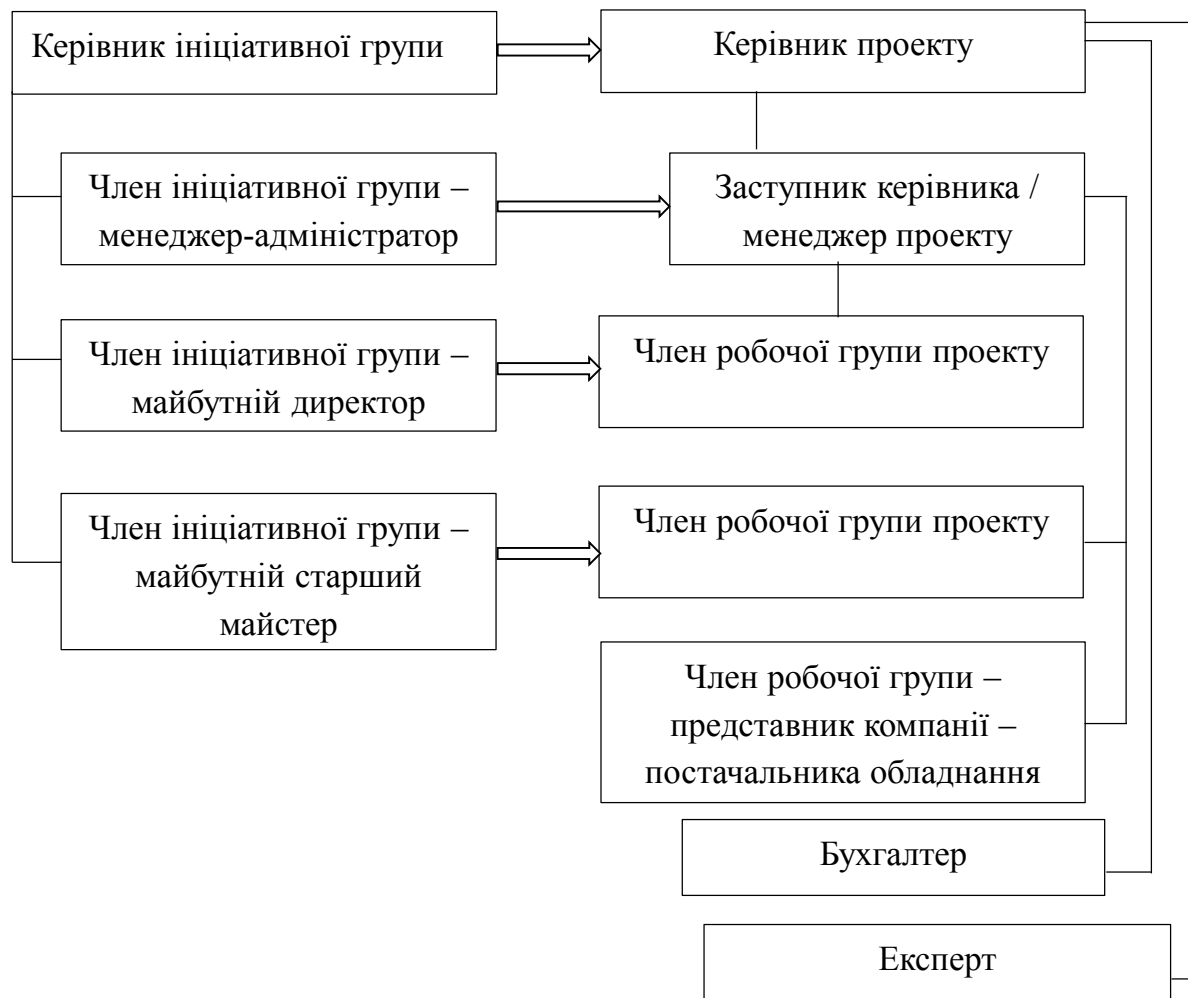 Керівник ініціативної групи
Керівник проекту
Член ініціативної групи –
менеджер-адміністратор
Заступник керівника /
менеджер проекту
Член ініціативної групи –
майбутній директор
Член робочої групи проекту
Член ініціативної групи –
майбутній старший
майстер
Член робочої групи проекту
Член робочої групи –
представник компанії –
постачальника обладнання
Бухгалтер
Експерт